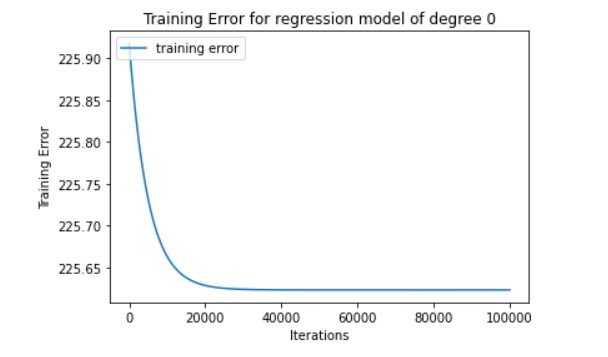 Training Error for regression model of degree 0
training error
225.90
225.85
225.80
225.75
225.70
225.65
Training Error
0 20000 40000 60000 80000 100000
Iterations